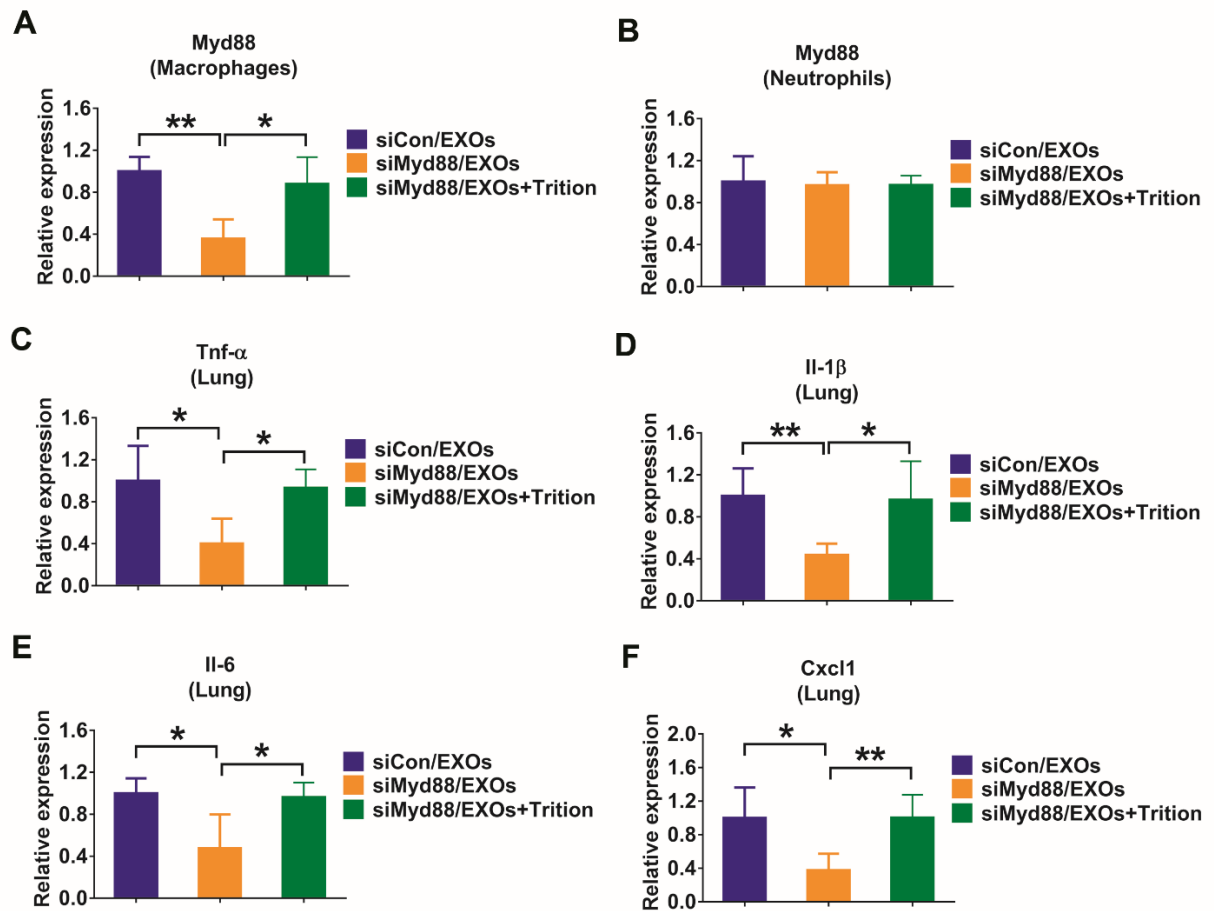 A
Myd88
(Macrophages)
Relative expression
1.6
1.2
0.8
0.4
0.0
**
*
siCon/EXOs
siMyd88/EXOs
siMyd88/EXOs+Trition
B
Myd88
(Neutrophils)
Relative expression
1.6
1.2
0.8
0.4
0.0
siCon/EXOs
siMyd88/EXOs
siMyd88/EXOs+Trition
C
Tnf-α
(Lung)
Relative expression
1.6
1.2
0.8
0.4
0.0
*
*
siCon/EXOs
siMyd88/EXOs
siMyd88/EXOs+Trition
D
Il-1β
(Lung)
Relative expression
1.6
1.2
0.8
0.4
0.0
**
*
siCon/EXOs
siMyd88/EXOs
siMyd88/EXOs+Trition
E
Il-6
(Lung)
Relative expression
1.6
1.2
0.8
0.4
0.0
*
*
siCon/EXOs
siMyd88/EXOs
siMyd88/EXOs+Trition
F
Cxcl1
(Lung)
Relative expression
2.0
1.6
1.2
0.8
0.4
0.0
*
**
siCon/EXOs
siMyd88/EXOs
siMyd88/EXOs+Trition